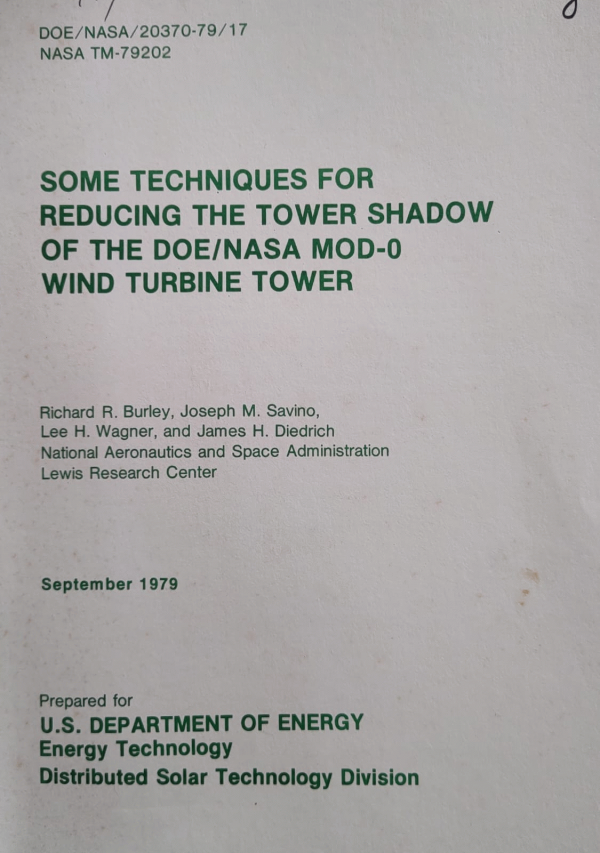 DOE/NASA/20370-79/17
NASA TM-79202
SOME TECHNIQUES FOR
REDUCING THE TOWER SHADOW
OF THE DOE/NASA MOD-0
WIND TURBINE TOWER
Richard R. Burley, Joseph M. Savino,
Lee H. Wagner, and James H. Diedrich
National Aeronautics and Space Administration
Lewis Research Center
September 1979
Prepared for
U.S. DEPARTMENT OF ENERGY
Energy Technology
Distributed Solar Technology Division